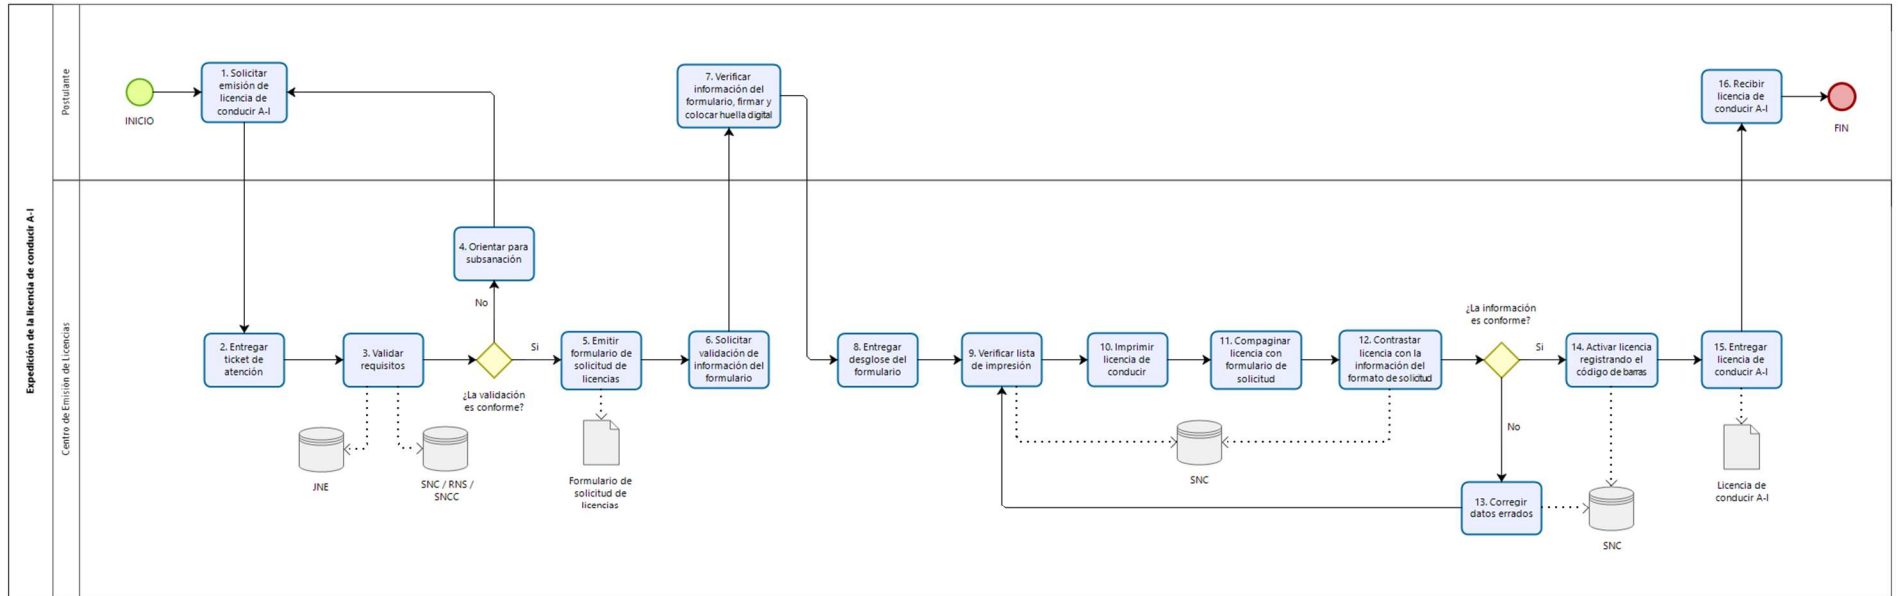 Expedición de la licencia de conducir A-I
Postulante
INICIO
1. Solicitar
emisión de
licencia de
conducir A-I
7. Verificar
información del
formulario, firmar y
colocar huella digital
16. Recibir
licencia de
conducir A-I
FIN
Centro de Emisión de Licencias
2. Entregar
ticket de
atención
3. Validar
requisitos
JNE
SNC / RNS /
SNCC
¿La validación
es conforme?
No
4. Orientar para
subsanación
Si
5. Emitir
formulario de
solicitud de
licencias
Formulario de
solicitud de
licencias
6. Solicitar
validación de
información del
formulario
8. Entregar
desglose del
formulario
9. Verificar lista
de impresión
10. Imprimir
licencia de
conducir
11. Compaginar
licencia con
formulario de
solicitud
12. Contrastar
licencia con la
información del
formato de solicitud
SNC
¿La información
es conforme?
No
13. Corregir
datos errados
Si
14. Activar licencia
registrando el
código de barras
SNC
15. Entregar
licencia de
conducir A-I
Licencia de
conducir A-I